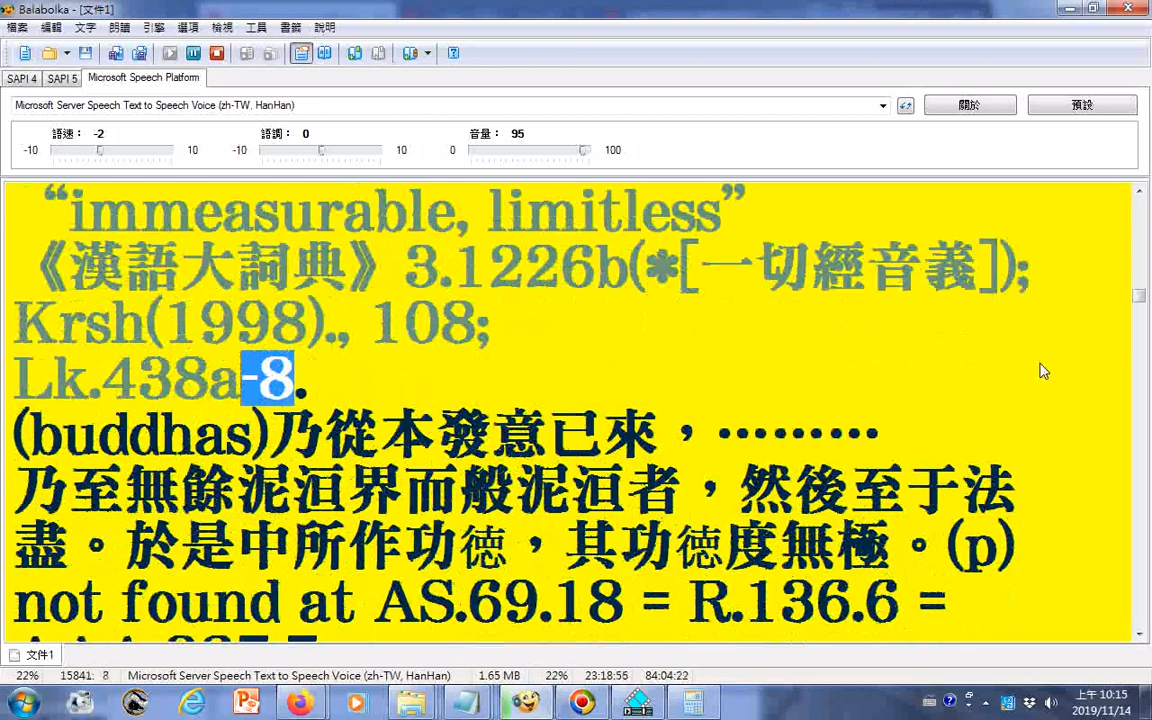 Balabolka - [文件1]
檔案 編輯 文字 朗讀 引擎 選項 檢視 工具 書籤 說明
SAPI 4 SAPI 5 Microsoft Speech Platform
Microsoft Server Speech Text to Speech Voice (zh-TW, HanHan) 關於 預設
語速： -2 語調： 0 音量： 95
-10 10 -10 10 0 100
“immeasurable, limitless”
《漢語大詞典》 3.1226b(*[一切經音義]);
Krsh(1998)., 108;
Lk.438a-8.
(buddhas)乃從本發意已來，………
乃至無餘泥洹界而般泥洹者，然後至于法
盡。於是中所作功徳，其功徳度無極。(p)
not found at AS.69.18 = R.136.6 =
文件1
22% 15841: 8 Microsoft Server Speech Text to Speech Voice (zh-TW, HanHan) 1.65 MB 22% 23:18:55 84:04:22
上午 10:15
2019/11/14